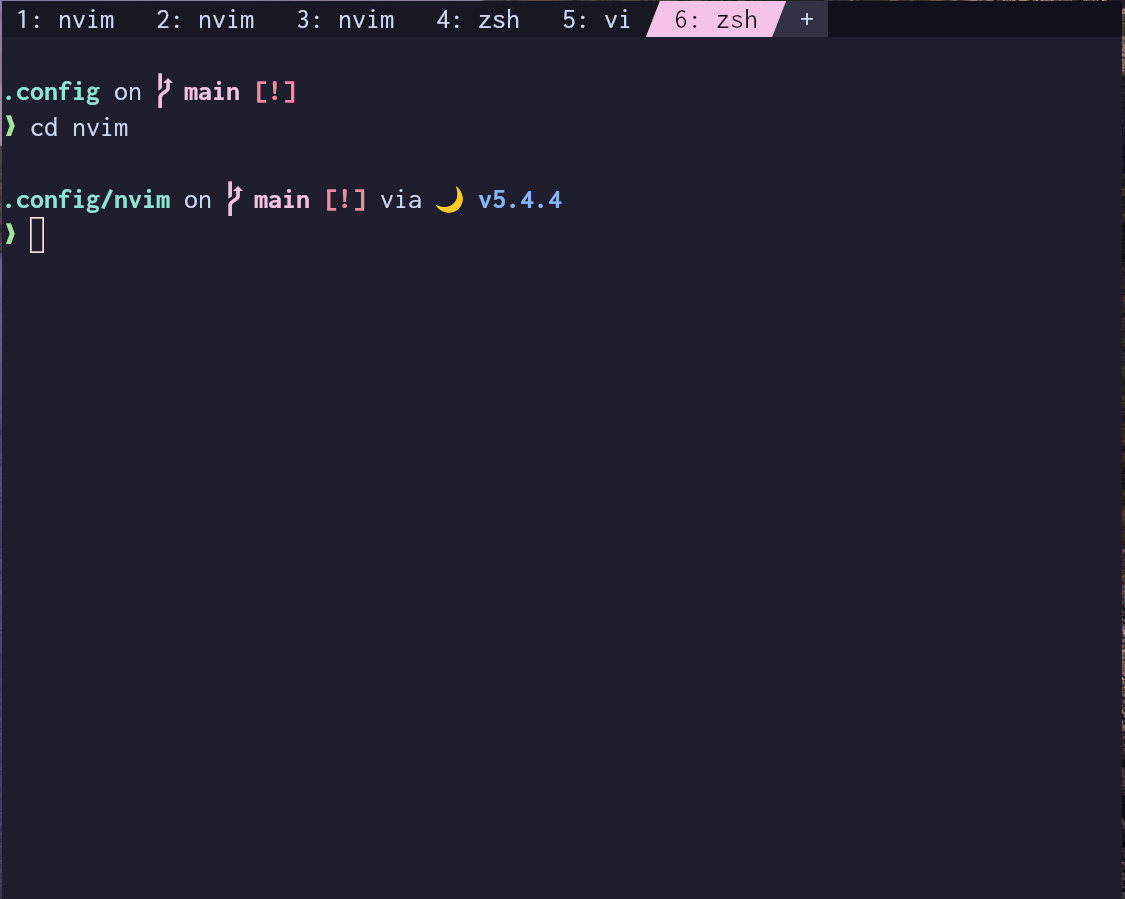 1: nvim 2: nvim 3: nvim 4: zsh 5: vi 6: zsh +
.config on main [!]
❱ cd nvim
.config/nvim on main [!] via 🌙 v5.4.4
❱